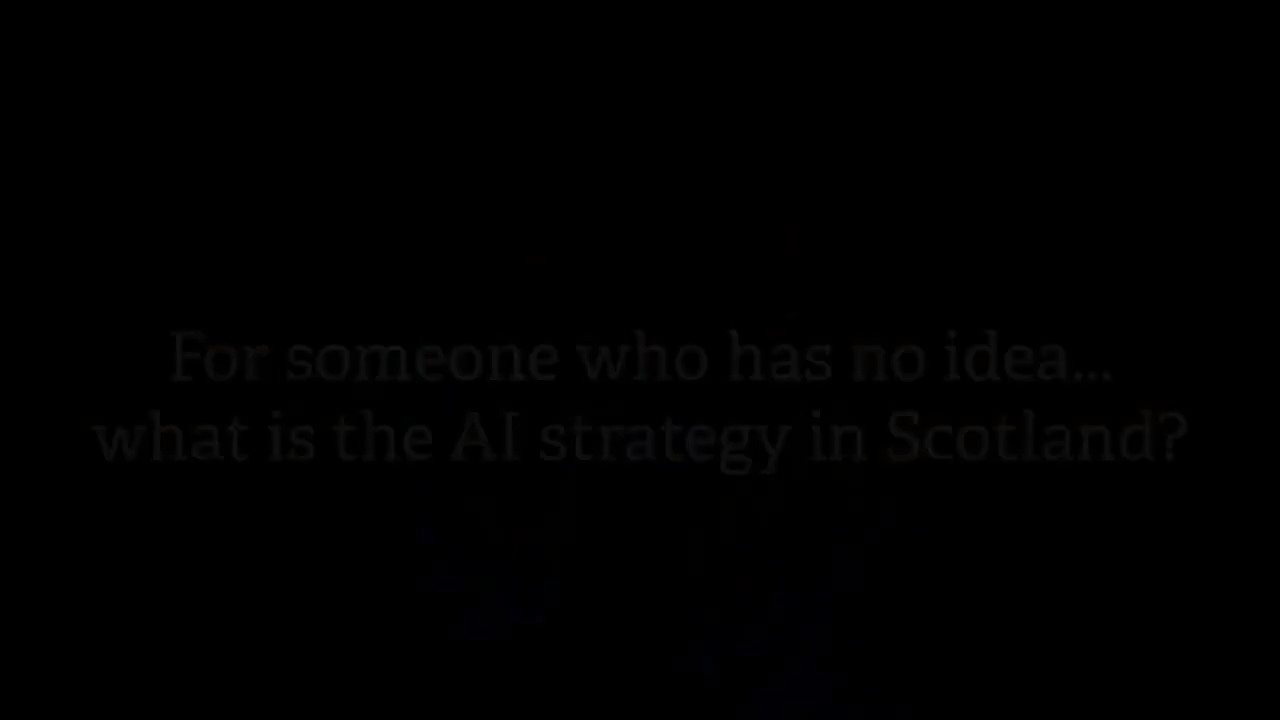 For someone who has no idea...
what is the AI strategy in Scotland?